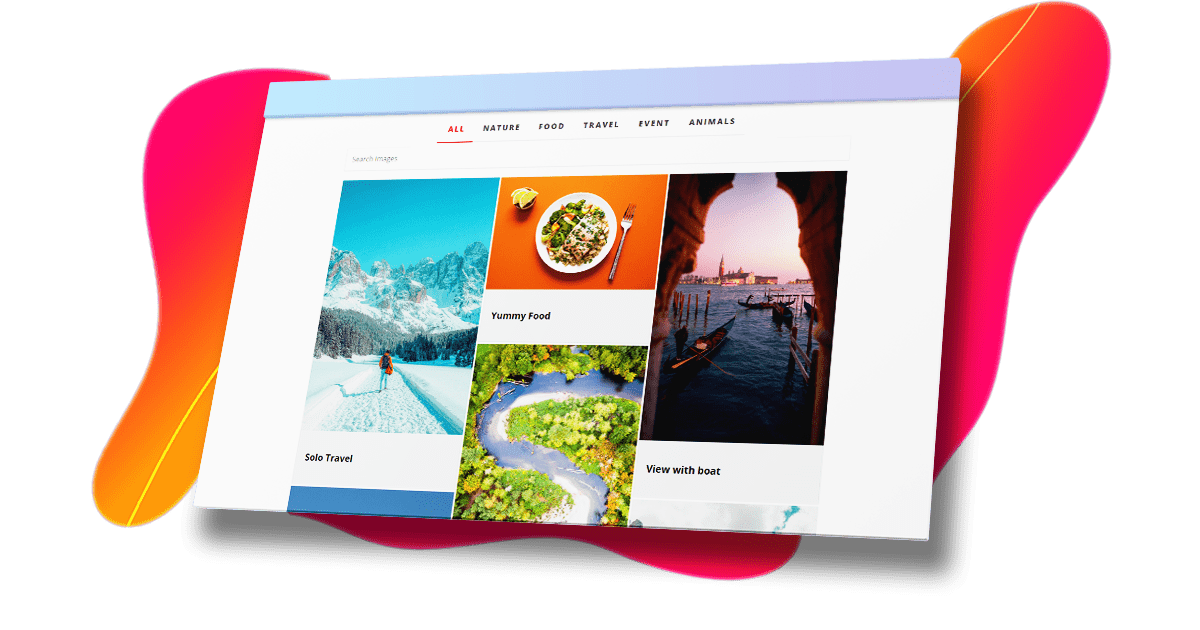 ALL NATURE FOOD TRAVEL EVENT ANIMALS
Search Images
Yummy Food
Solo Travel
View with boat